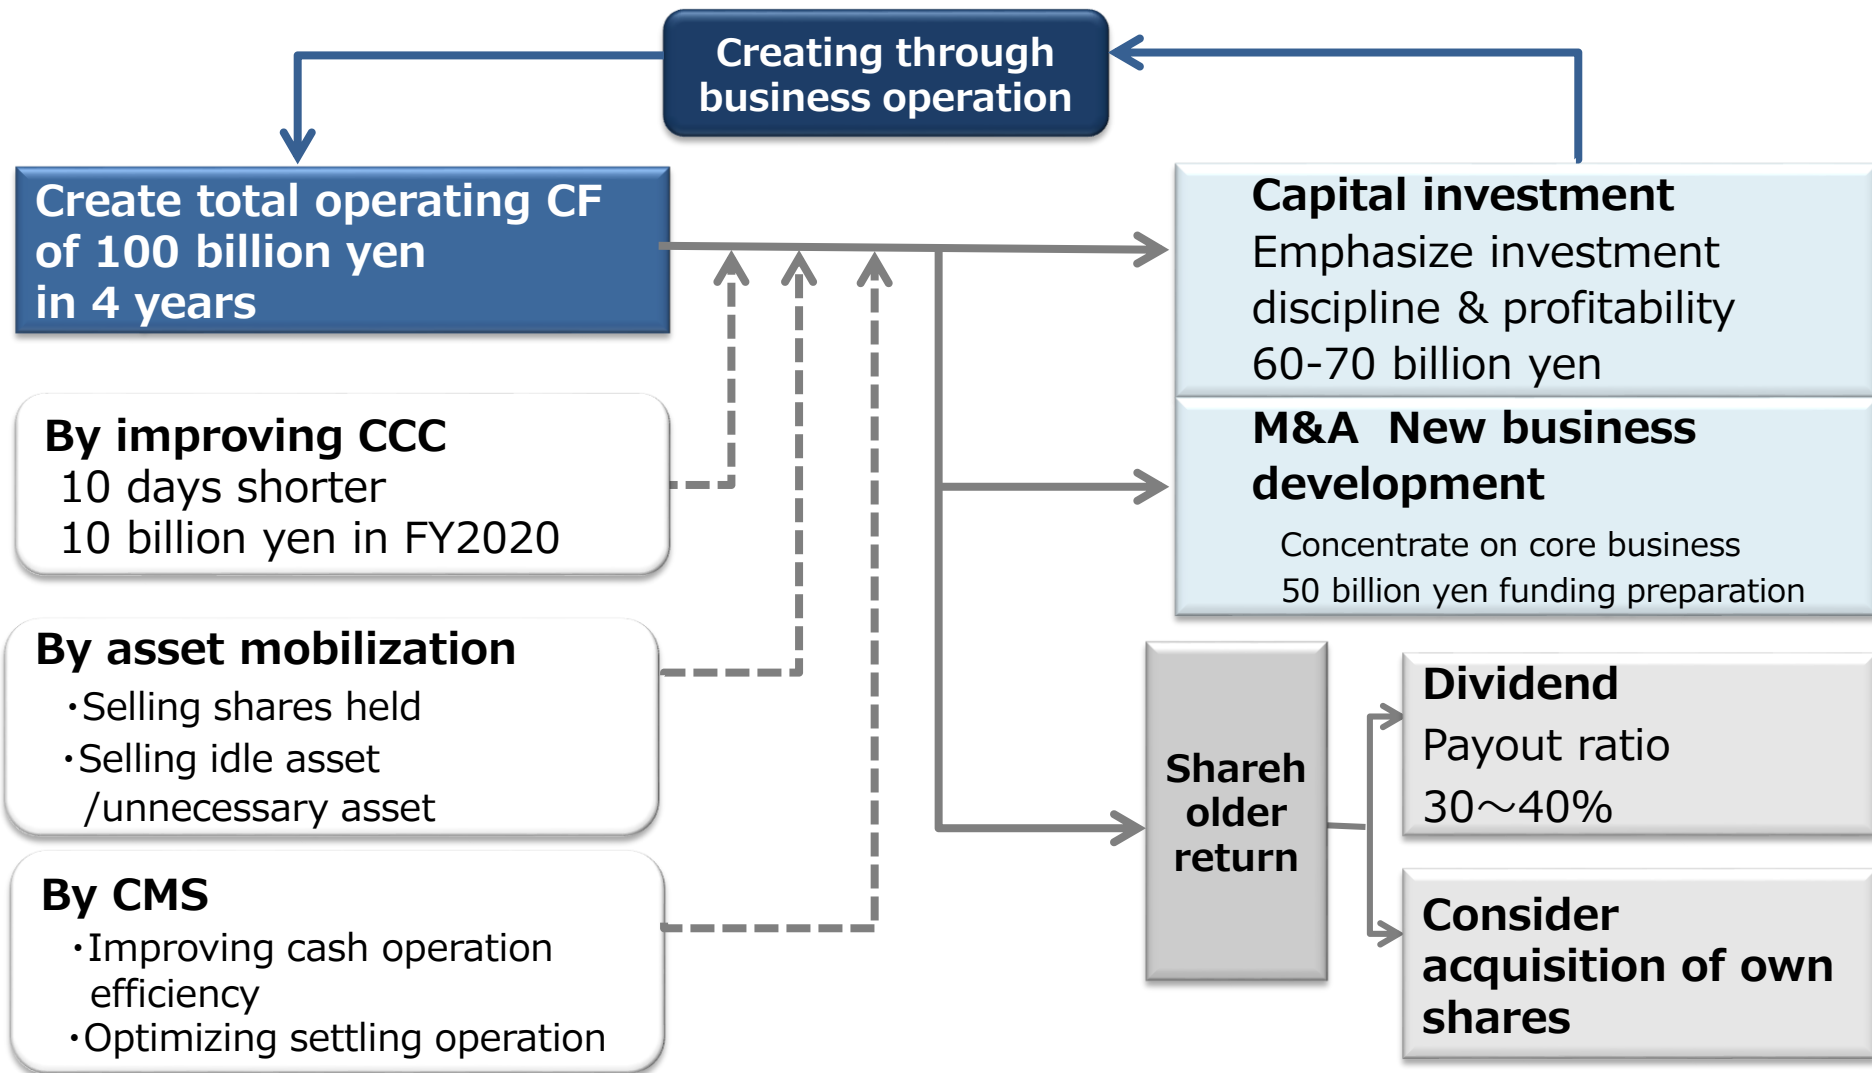 Creating through
business operation
Create total operating CF
of 100 billion yen
in 4 years
By improving CCC
10 days shorter
10 billion yen in FY2020
By asset mobilization
・Selling shares held
・Selling idle asset
/unnecessary asset
By CMS
・Improving cash operation
efficiency
・Optimizing settling operation
Capital investment
Emphasize investment
discipline & profitability
60-70 billion yen
M&A  New business
development
Concentrate on core business
50 billion yen funding preparation
Shareh
older
return
Dividend
Payout ratio
30～40%
Consider
acquisition of own
shares